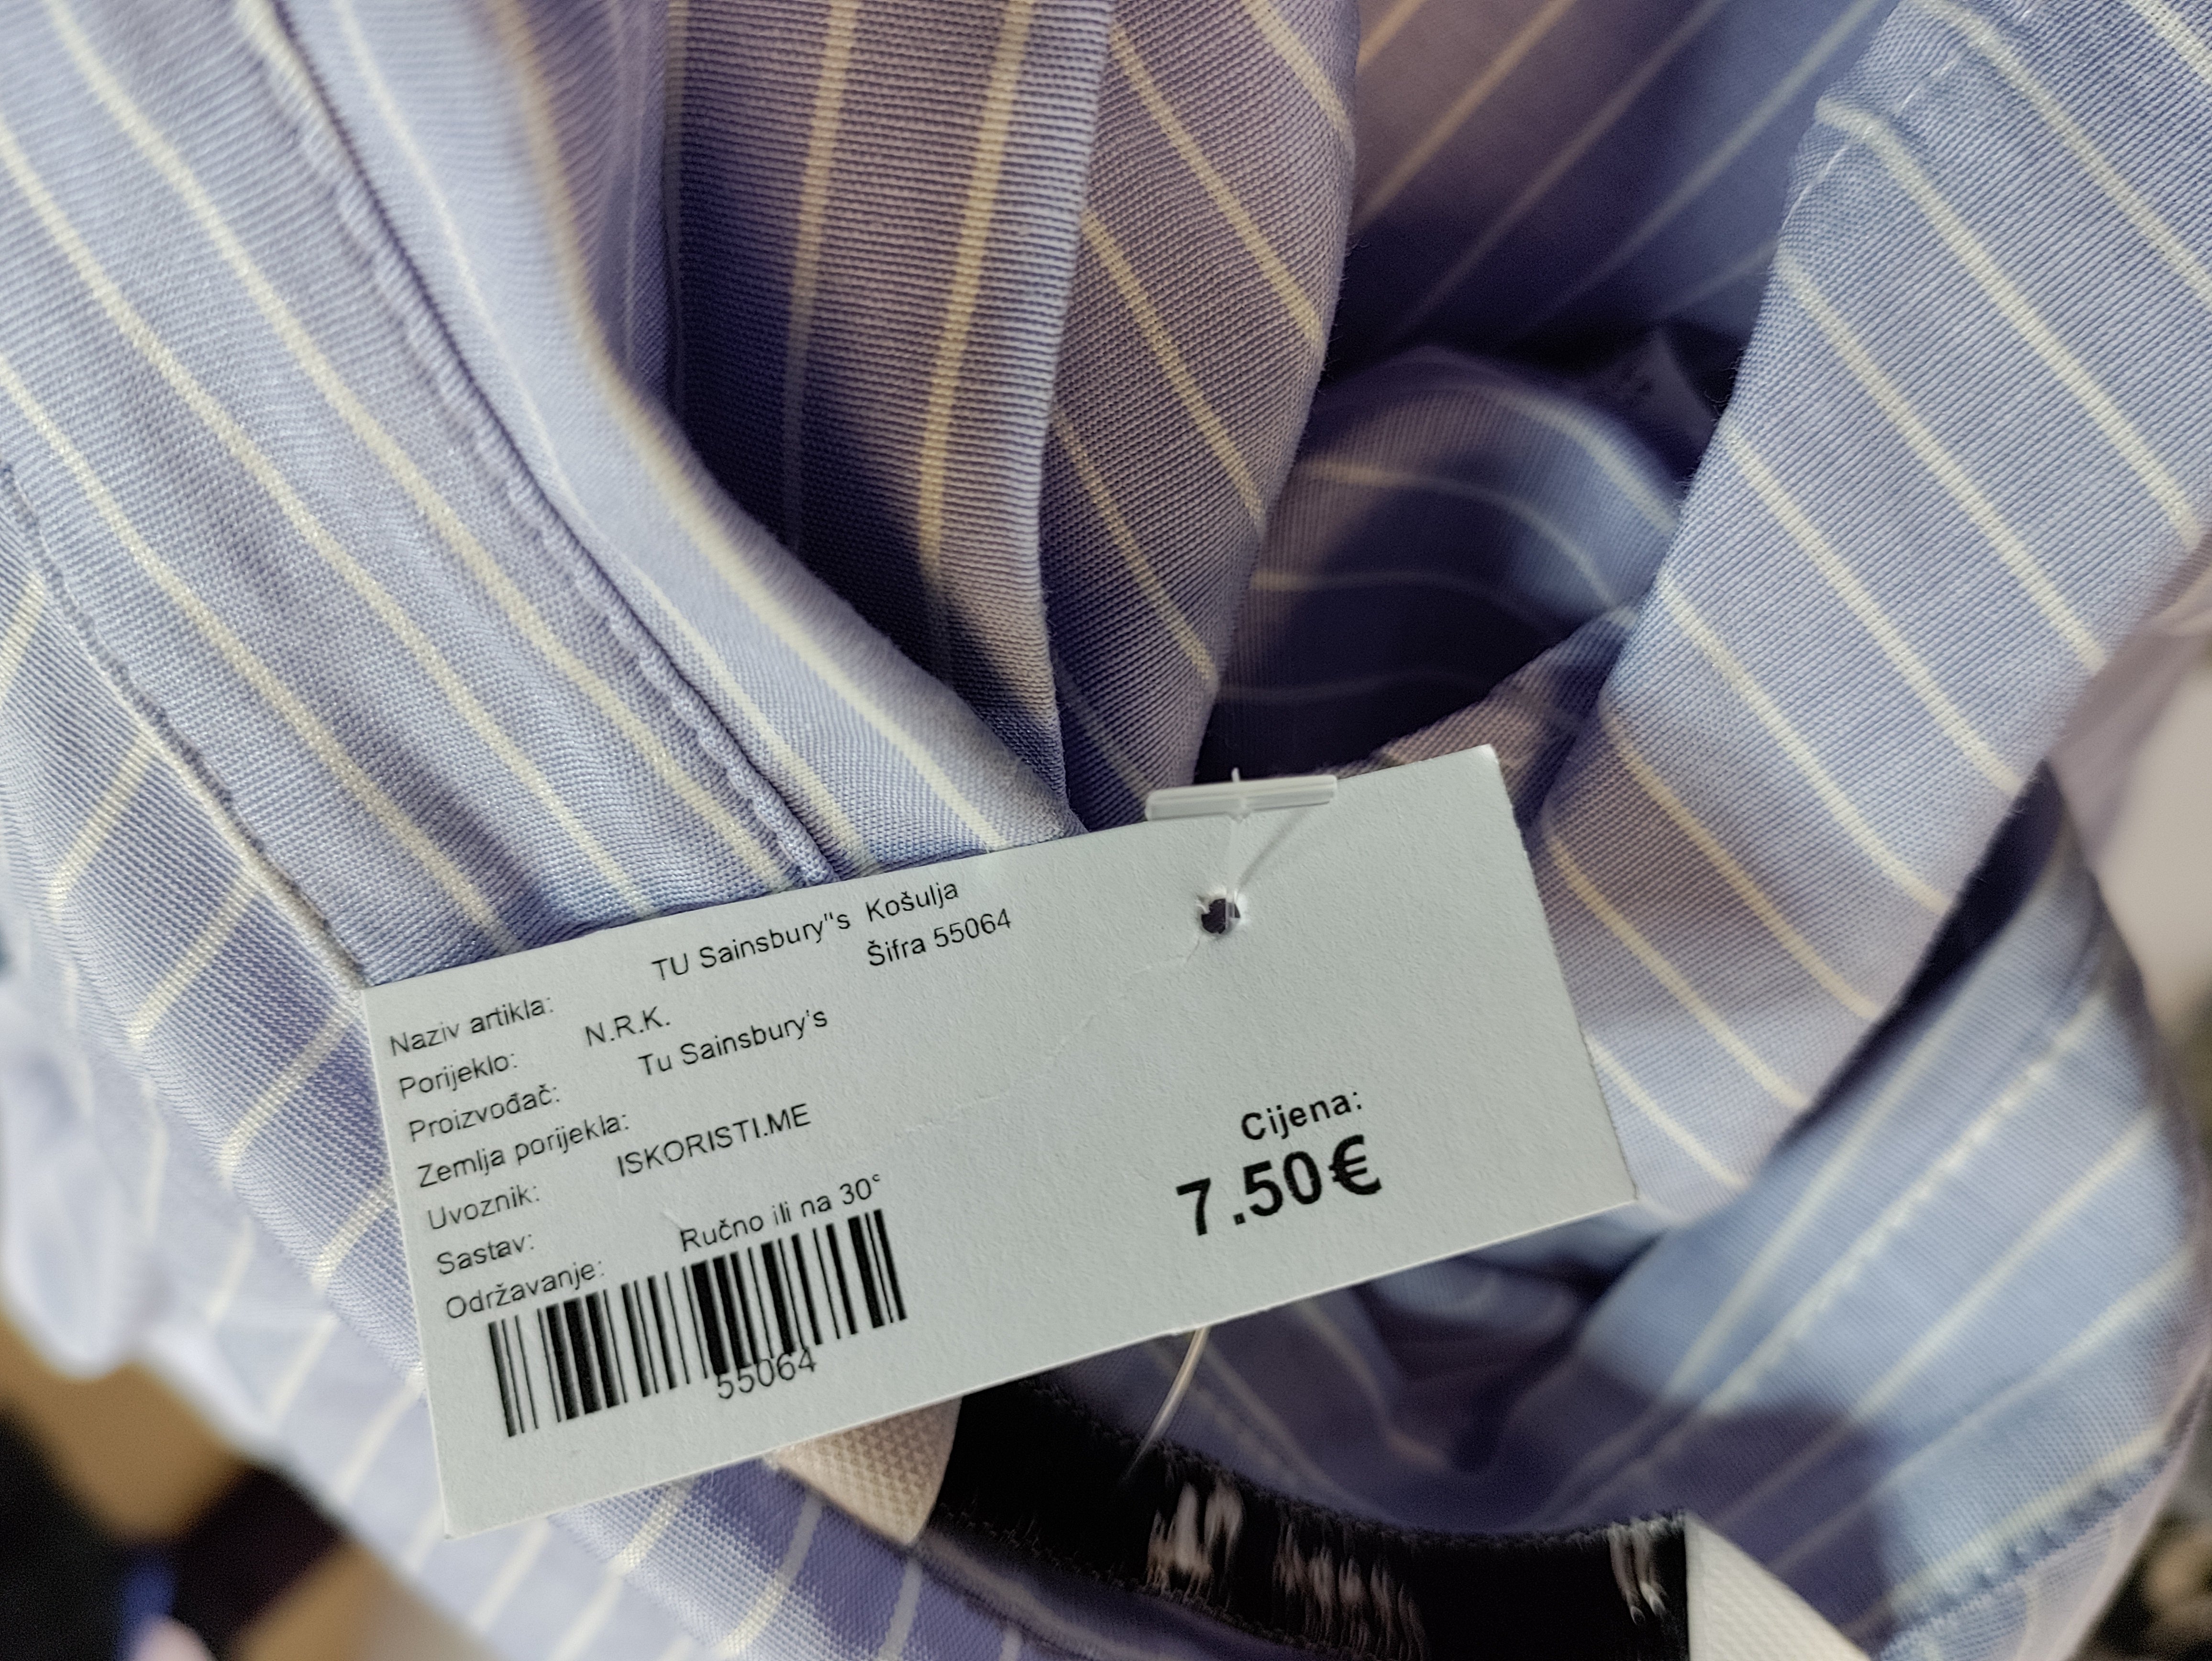 TU Sainsbury"s Košulja
Šifra 55064
Naziv artikla:
Porijeklo: N.R.K.
Proizvođač: Tu Sainsbury's
Zemlja porijekla:
Uvoznik: ISKORISTI.ME
Sastav:
Održavanje: Ručno ili na 30°
55064
Cijena:
7.50€